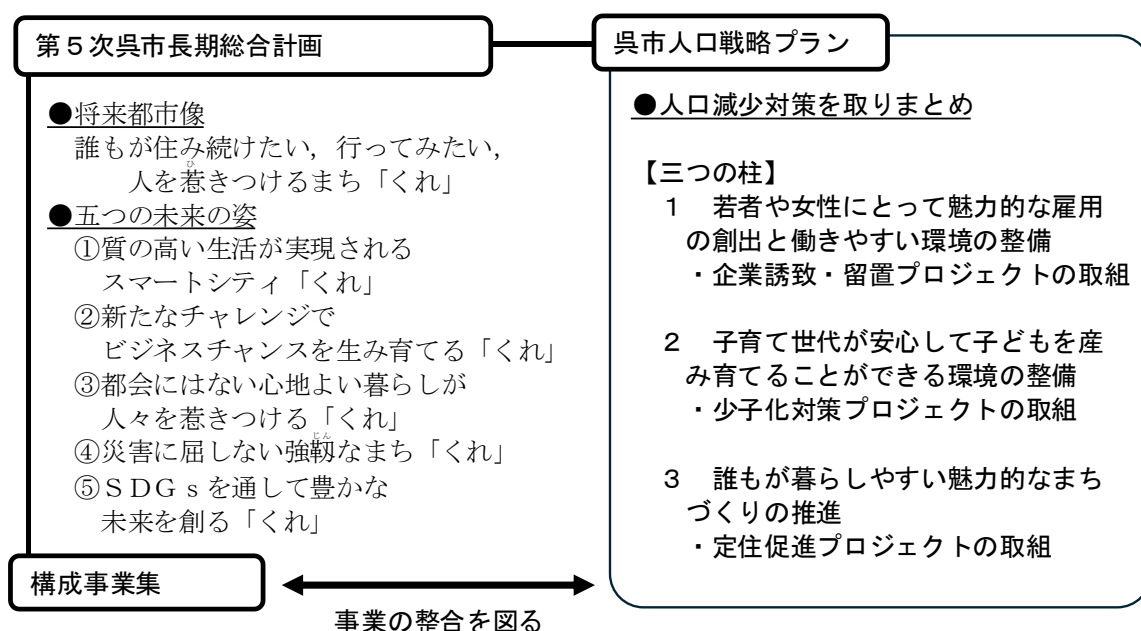 第５次呉市長期総合計画
●将来都市像
誰もが住み続けたい，行ってみたい，
人を惹きつけるまち「くれ」
ひ
●五つの未来の姿
①質の高い生活が実現される
スマートシティ「くれ」
②新たなチャレンジで
ビジネスチャンスを生み育てる「くれ」
③都会にはない心地よい暮らしが
人々を惹きつける「くれ」
④災害に屈しない強靱なまち「くれ」
じん
⑤ＳＤＧｓを通して豊かな
未来を創る「くれ」
構成事業集
事業の整合を図る
呉市人口戦略プラン
●人口減少対策を取りまとめ
【三つの柱】
１　若者や女性にとって魅力的な雇用
の創出と働きやすい環境の整備
・企業誘致・留置プロジェクトの取組
２　子育て世代が安心して子どもを産
み育てることができる環境の整備
・少子化対策プロジェクトの取組
３　誰もが暮らしやすい魅力的なまち
づくりの推進
・定住促進プロジェクトの取組